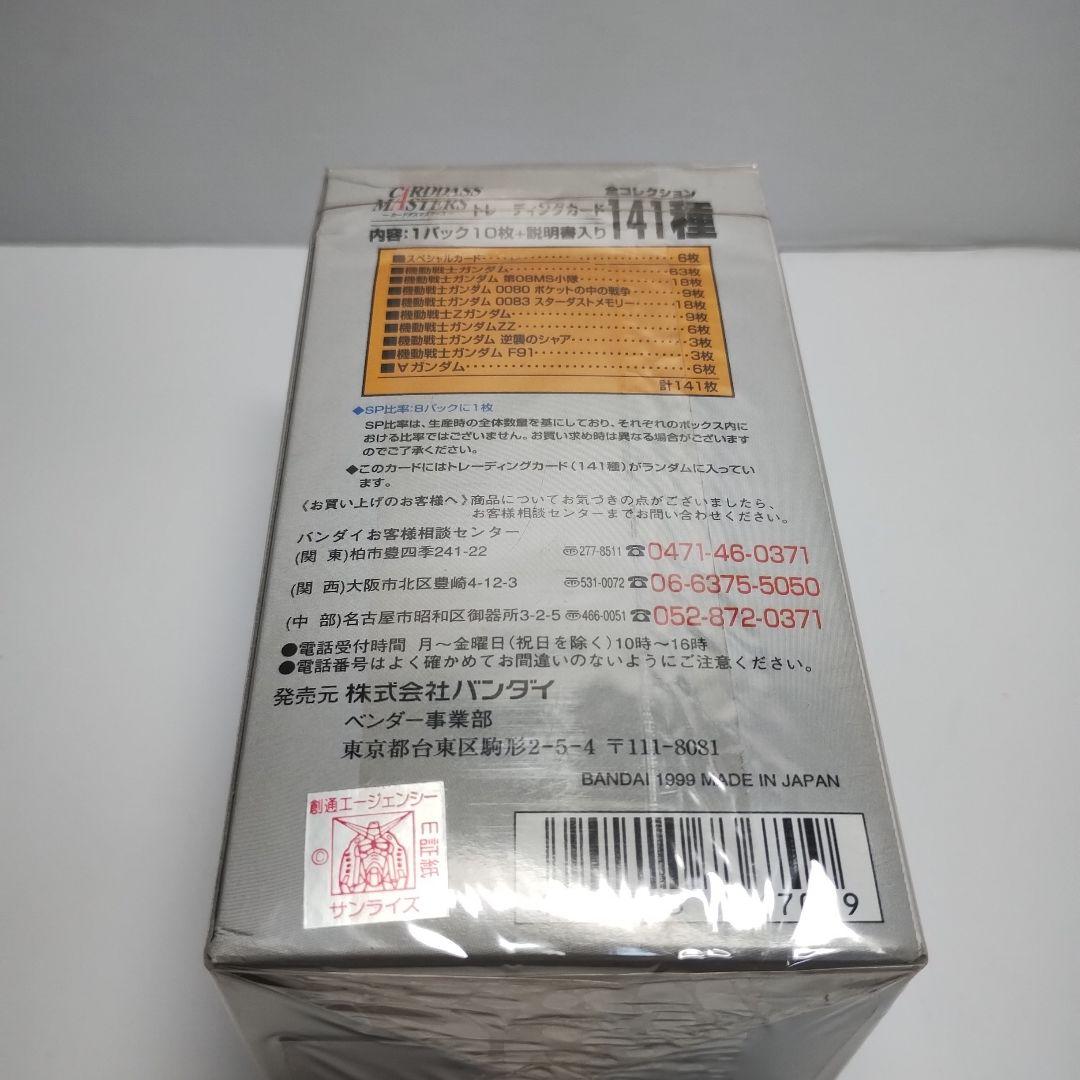 CARDDASS
MASTERS
カードダスマスターズ
トレーディングカード
全コレクション
141種
内容:1パック10枚+説明書入り
■スペシャルカード 6枚
■機動戦士ガンダム 63枚
■機動戦士ガンダム 第08MS小隊 18枚
■機動戦士ガンダム 0080 ポケットの中の戦争 9枚
■機動戦士ガンダム 0083 スターダストメモリー 18枚
■機動戦士Zガンダム 9枚
■機動戦士ガンダムZZ 6枚
■機動戦士ガンダム 逆襲のシャア 3枚
■機動戦士ガンダム F91 3枚
■∀ガンダム 6枚
計141枚
◆SP比率:8パックに1枚
SP比率は、生産時の全体数量を基にしており、それぞれのボックス内に
おける比率ではございません。お買い求め時は異なる場合がございます
のでご了承ください。
◆このカードにはトレーディングカード(141種)がランダムに入ってい
ます。
《お買い上げのお客様へ》商品についてお気づきの点がございましたら、
お客様相談センターまでお問い合わせください。
バンダイお客様相談センター
(関 東)柏市豊四季241-22 〠277-8511 ☎0471-46-0371
(関 西)大阪市北区豊崎4-12-3 〠531-0072 ☎06-6375-5050
(中 部)名古屋市昭和区御器所3-2-5 〠466-0051 ☎052-872-0371
●電話受付時間 月〜金曜日(祝日を除く)10時〜16時
●電話番号はよく確かめてお間違いのないようにご注意ください。
発売元 株式会社バンダイ
ベンダー事業部
東京都台東区駒形2-5-4 〒111-8081
BANDAI 1999 MADE IN JAPAN
創通エージェンシー
©
E証紙
サンライズ